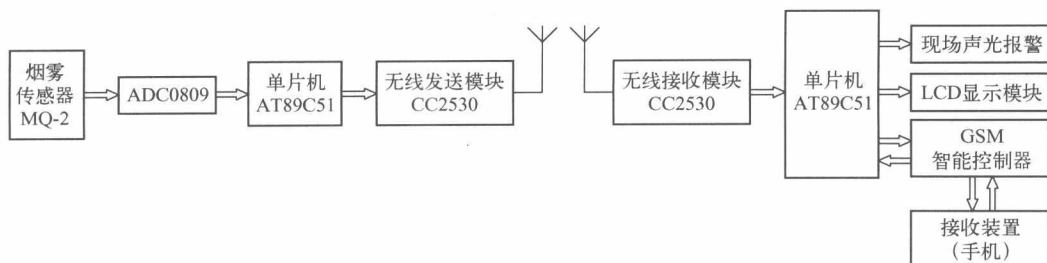 烟雾
传感器
MQ-2
ADC0809
单片机
AT89C51
无线发送模块
CC2530
无线接收模块
CC2530
单片机
AT89C51
现场声光报警
LCD显示模块
GSM
智能控制器
接收装置
（手机）